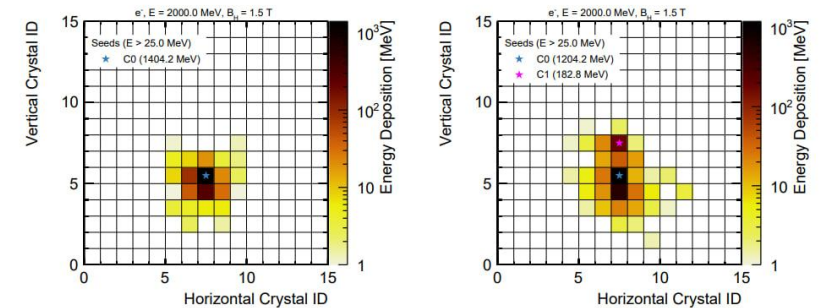 e⁻, E = 2000.0 MeV, B_H = 1.5 T
Vertical Crystal ID
15
10
5
0
Seeds (E > 25.0 MeV)
★ C0 (1404.2 MeV)
0 5 10 15
Horizontal Crystal ID
10³
10²
10
1
Energy Deposition [MeV]
e⁻, E = 2000.0 MeV, B_H = 1.5 T
Vertical Crystal ID
15
10
5
0
Seeds (E > 25.0 MeV)
★ C0 (1204.2 MeV)
★ C1 (182.8 MeV)
0 5 10 15
Horizontal Crystal ID
10³
10²
10
1
Energy Deposition [MeV]